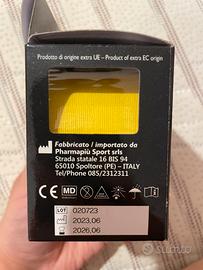 Prodotto di origine extra UE – Product of extra EC origin
Fabbricato / importato da
Pharmapiù Sport srls
Strada statale 16 BIS 94
65010 Spoltore (PE) – ITALY
Tel/Phone 085/2312311
CE MD
LOT 020723
2023.06
2026.06
Subito.it